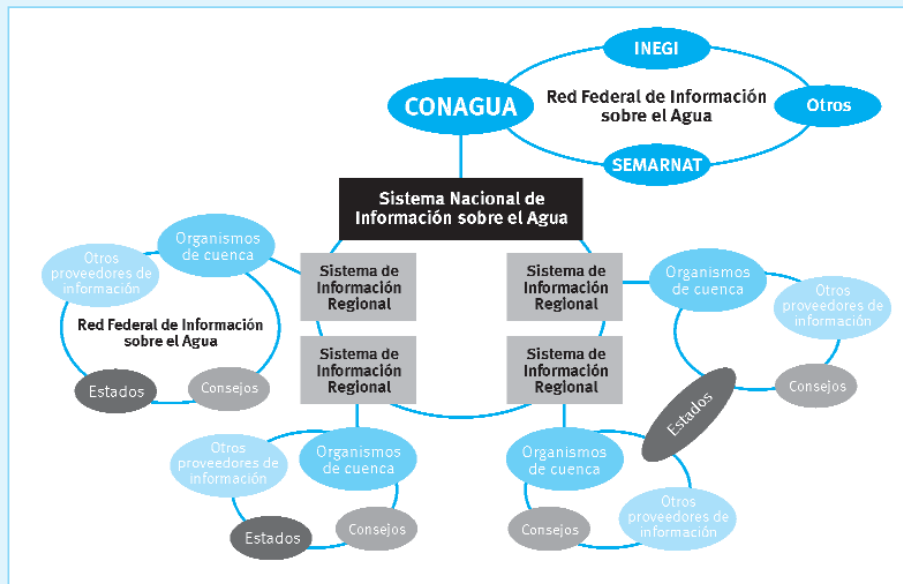 INEGI
CONAGUA
Red Federal de Información
sobre el Agua
Otros
SEMARNAT
Sistema Nacional de
Información sobre el Agua
Otros
proveedores de
información
Organismos
de cuenca
Sistema de
Información
Regional
Sistema de
Información
Regional
Organismos
de cuenca
Otros
proveedores de
información
Red Federal de Información
sobre el Agua
Sistema de
Información
Regional
Sistema de
Información
Regional
Estados
Consejos
Estados
Consejos
Otros
proveedores de
información
Organismos
de cuenca
Organismos
de cuenca
Otros
proveedores de
información
Estados
Consejos
Consejos